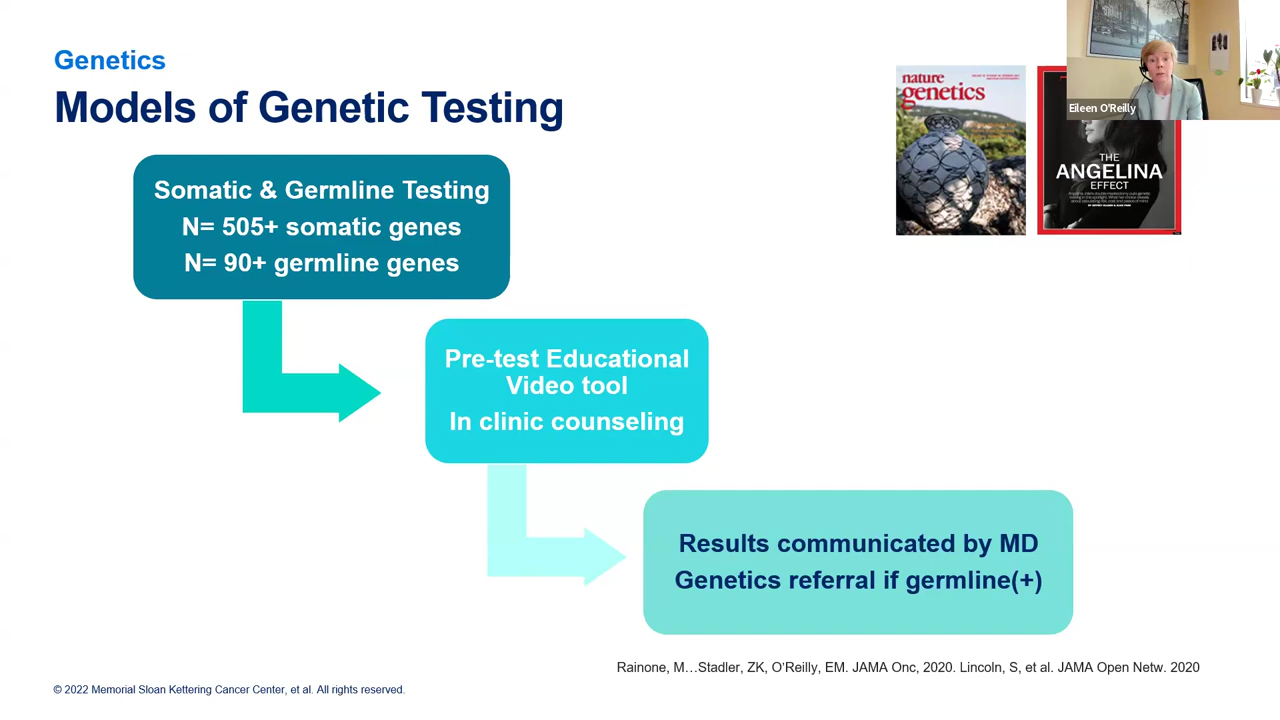 Genetics
Models of Genetic Testing
nature
genetics
Eileen O'Reilly
THE
ANGELINA
EFFECT
Somatic & Germline Testing
N= 505+ somatic genes
N= 90+ germline genes
Pre-test Educational
Video tool
In clinic counseling
Results communicated by MD
Genetics referral if germline(+)
Rainone, M…Stadler, ZK, O'Reilly, EM. JAMA Onc, 2020. Lincoln, S, et al. JAMA Open Netw. 2020
© 2022 Memorial Sloan Kettering Cancer Center, et al. All rights reserved.